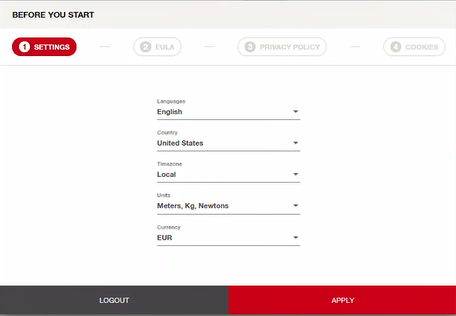 BEFORE YOU START
1 SETTINGS
2 EULA
3 PRIVACY POLICY
4 COOKIES
Languages
English
Country
United States
Timezone
Local
Units
Meters, Kg, Newtons
Currency
EUR
LOGOUT
APPLY